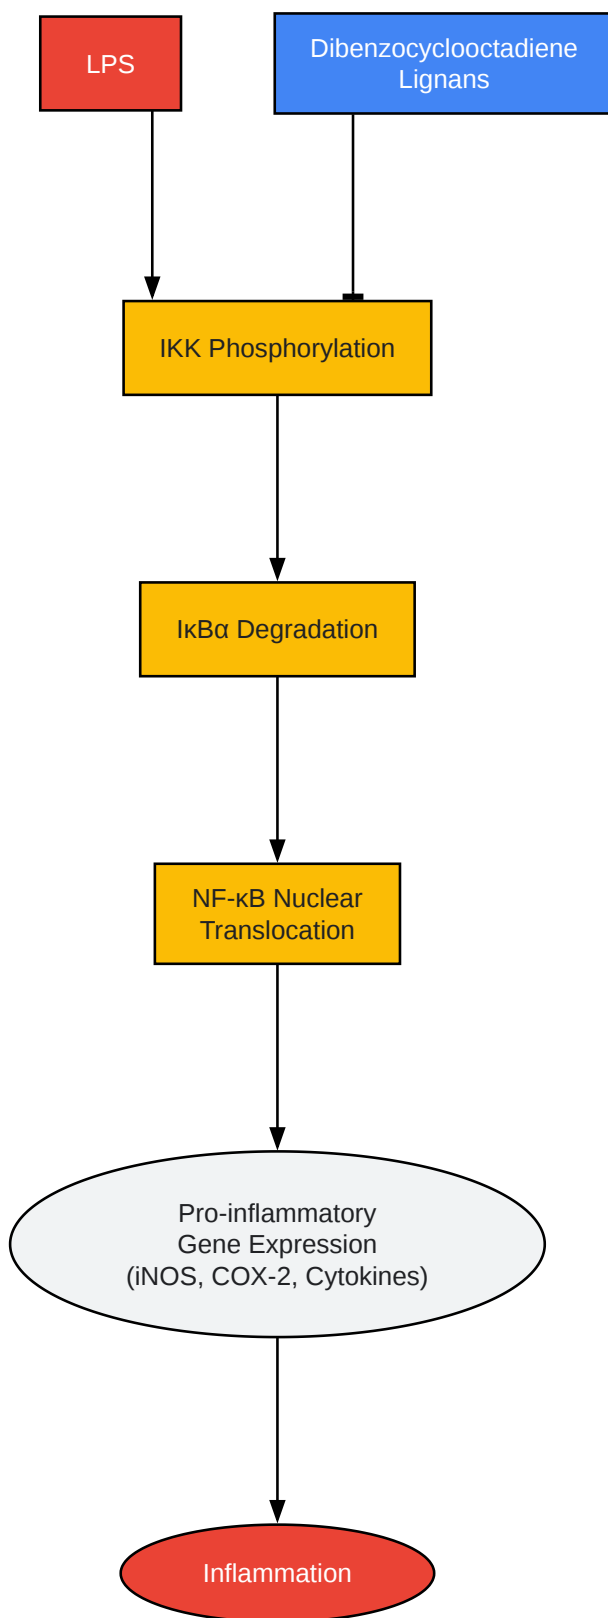 LPS
Dibenzocyclooctadiene
Lignans
IKK Phosphorylation
IκBα Degradation
NF-κB Nuclear
Translocation
Pro-inflammatory
Gene Expression
(iNOS, COX-2, Cytokines)
Inflammation